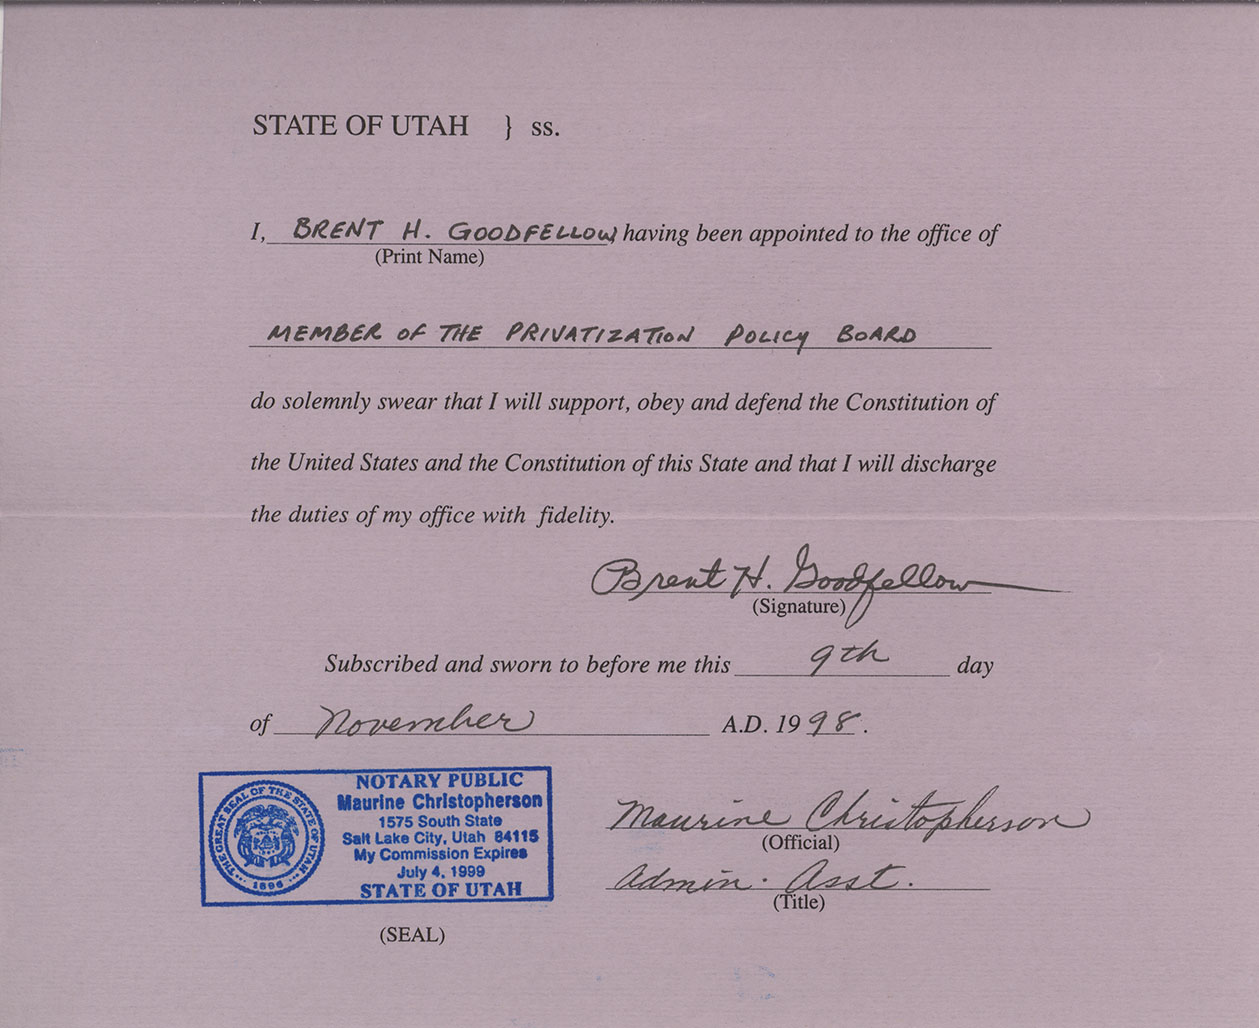 STATE OF UTAH } ss.
I, BRENT H. GOODFELLOW, having been appointed to the office of
(Print Name)
MEMBER OF THE PRIVATIZATION POLICY BOARD
do solemnly swear that I will support, obey and defend the Constitution of
the United States and the Constitution of this State and that I will discharge
the duties of my office with fidelity.
Brent H. Goodfellow
(Signature)
Subscribed and sworn to before me this 9th day
of November A.D. 1998.
NOTARY PUBLIC
Maurine Christopherson
1575 South State
Salt Lake City, Utah 84115
My Commission Expires
July 4, 1999
STATE OF UTAH
THE GREAT SEAL OF THE STATE OF UTAH
1896
(SEAL)
Maurine Christopherson
(Official)
Admin. Asst.
(Title)